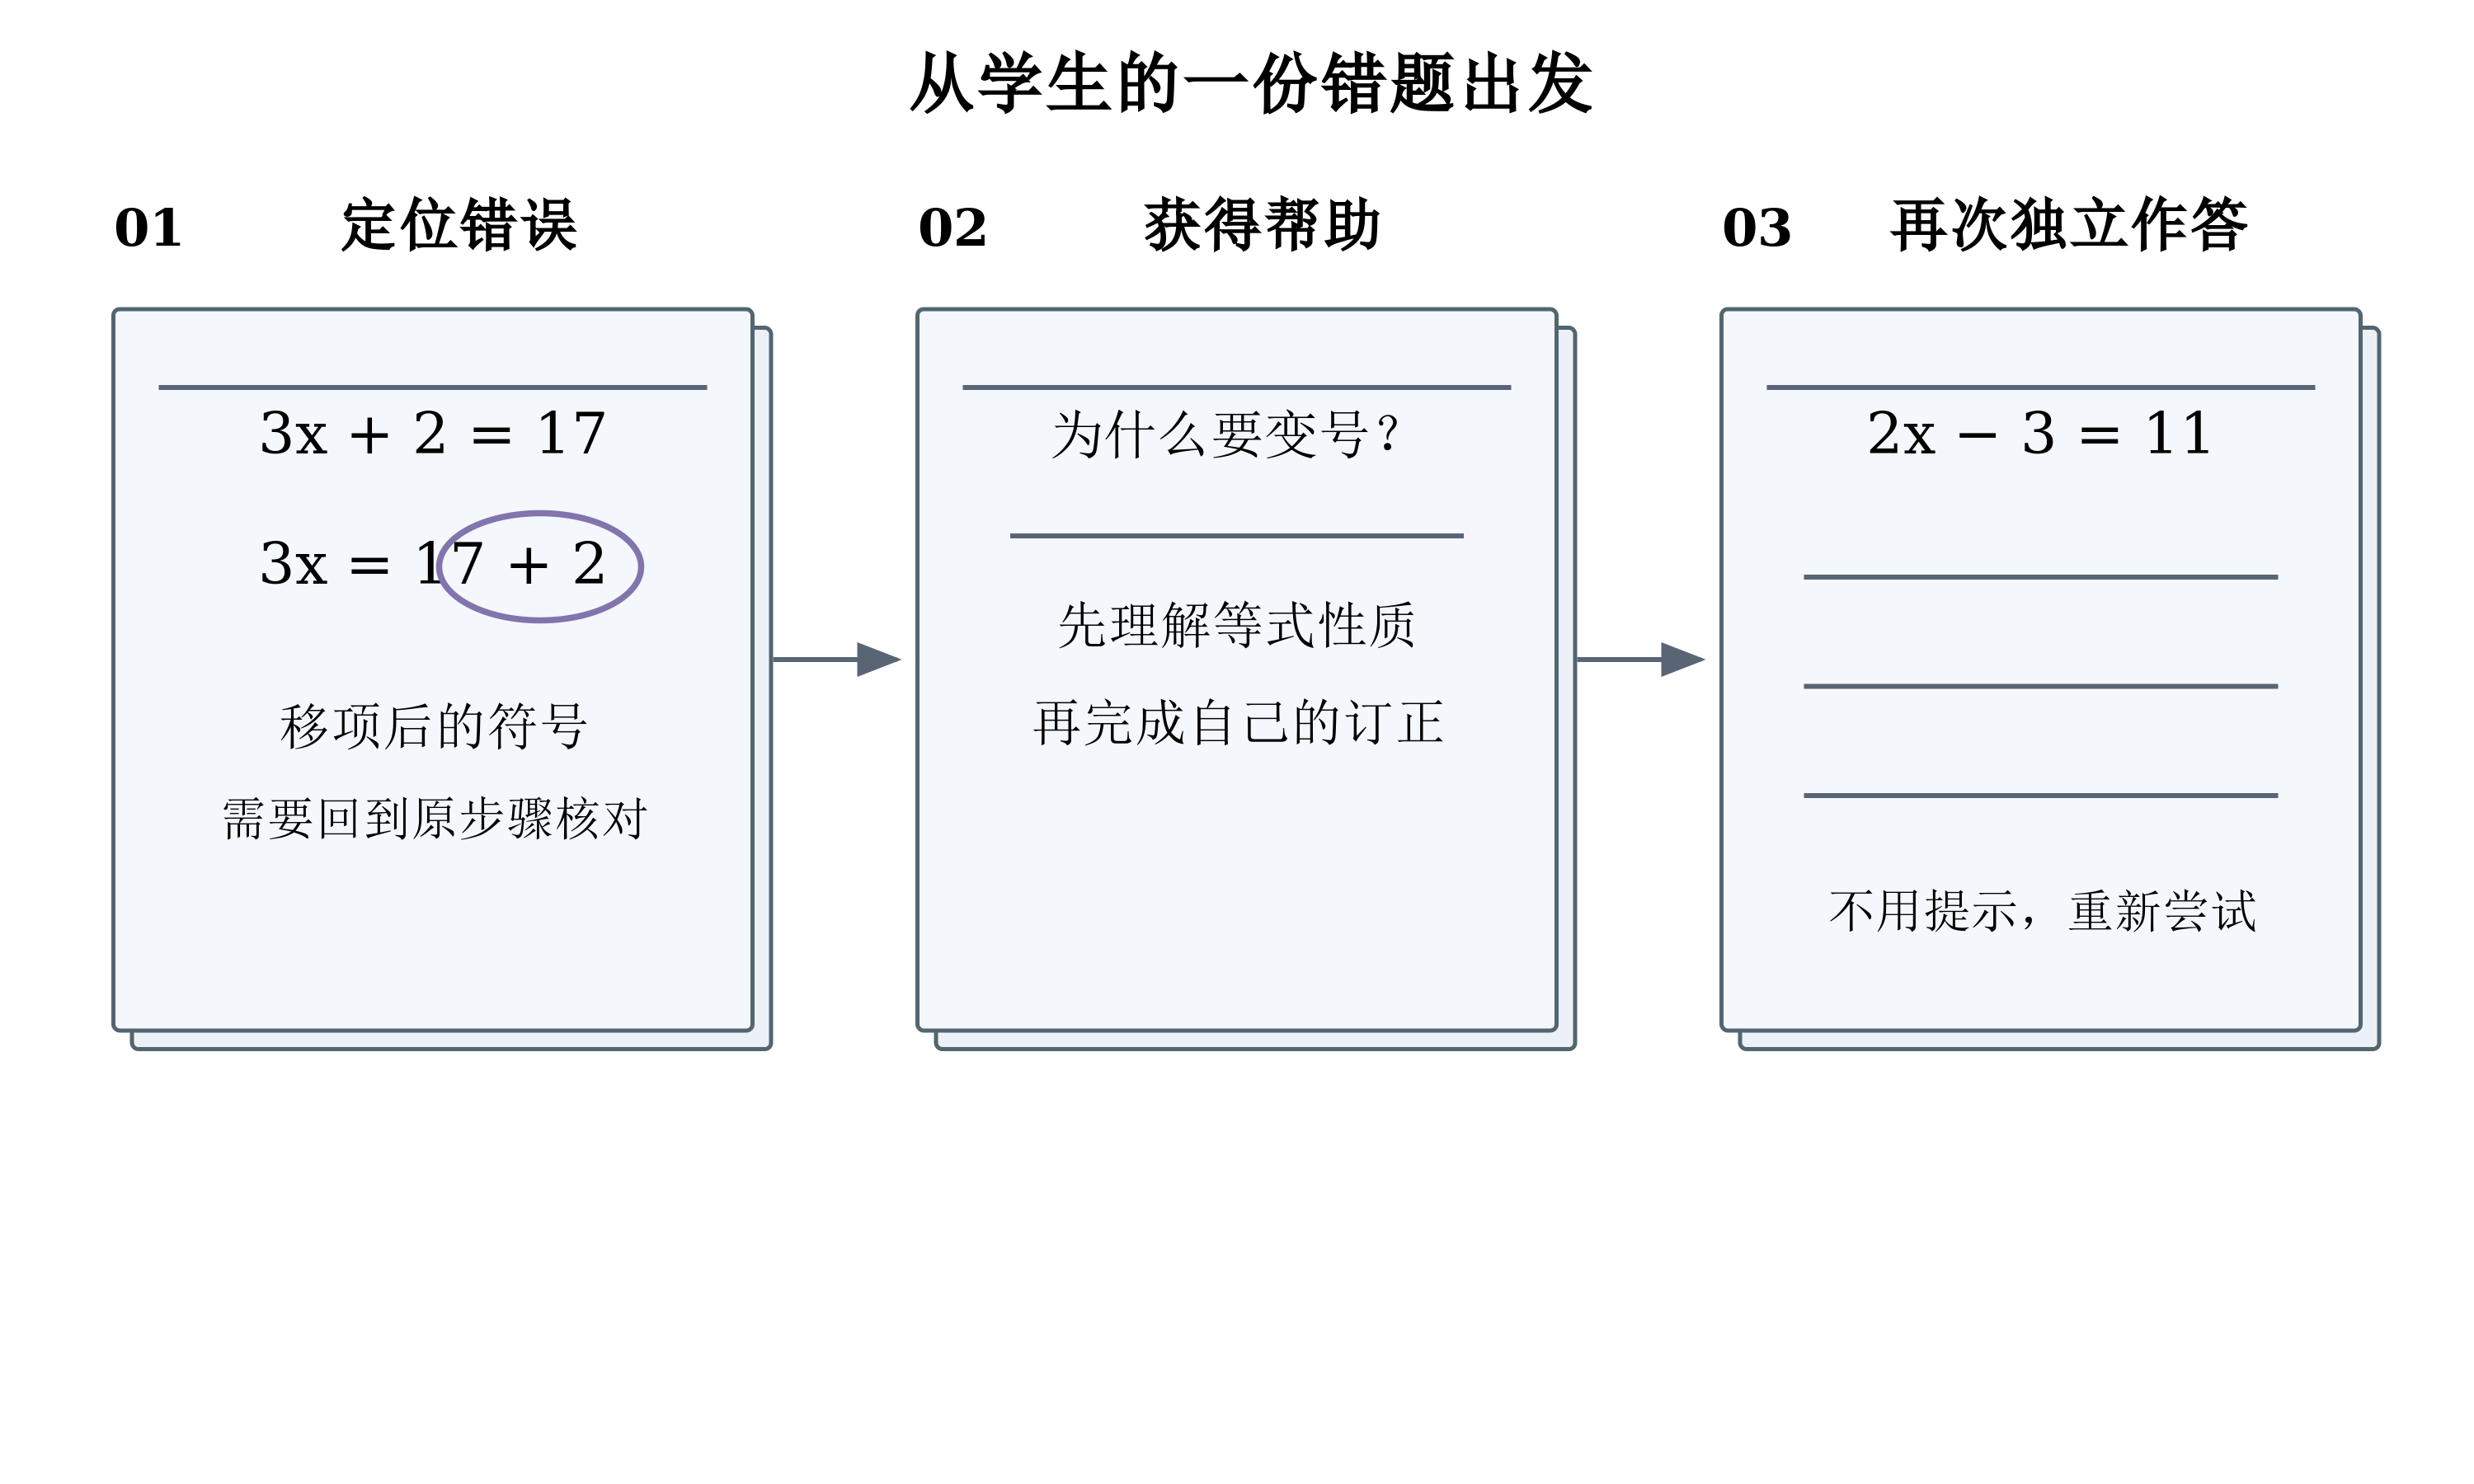 从学生的一份错题出发
01 定位错误
3x + 2 = 17
3x = 17 + 2
移项后的符号
需要回到原步骤核对
02 获得帮助
为什么要变号?
先理解等式性质
再完成自己的订正
03 再次独立作答
2x − 3 = 11
不用提示，重新尝试